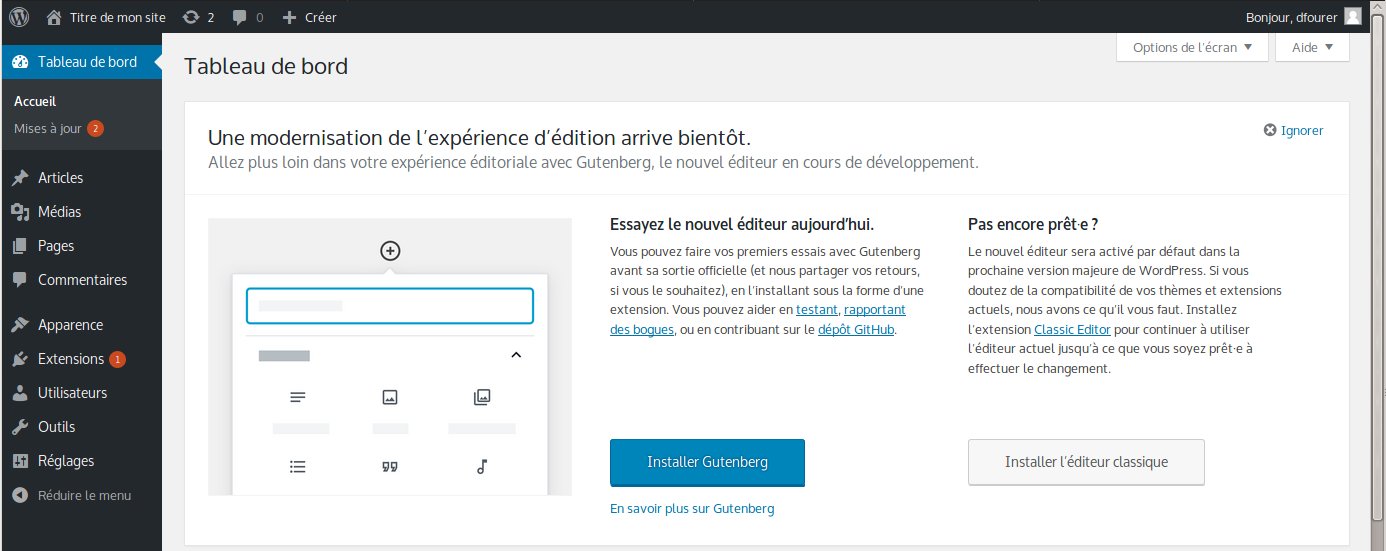 Titre de mon site
2
0
Créer
Bonjour, dfourer
Tableau de bord
Accueil
Mises à jour 2
Articles
Médias
Pages
Commentaires
Apparence
Extensions 1
Utilisateurs
Outils
Réglages
Réduire le menu
Options de l'écran
Aide
Tableau de bord
Une modernisation de l'expérience d'édition arrive bientôt.
Allez plus loin dans votre expérience éditoriale avec Gutenberg, le nouvel éditeur en cours de développement.
Ignorer
Essayez le nouvel éditeur aujourd'hui.
Vous pouvez faire vos premiers essais avec Gutenberg
avant sa sortie officielle (et nous partager vos retours,
si vous le souhaitez), en l'installant sous la forme d'une
extension. Vous pouvez aider en testant, rapportant
des bogues, ou en contribuant sur le dépôt GitHub.
Installer Gutenberg
En savoir plus sur Gutenberg
Pas encore prêt·e ?
Le nouvel éditeur sera activé par défaut dans la
prochaine version majeure de WordPress. Si vous
doutez de la compatibilité de vos thèmes et extensions
actuels, nous avons ce qu'il vous faut. Installez
l'extension Classic Editor pour continuer à utiliser
l'éditeur actuel jusqu'à ce que vous soyez prêt·e à
effectuer le changement.
Installer l'éditeur classique